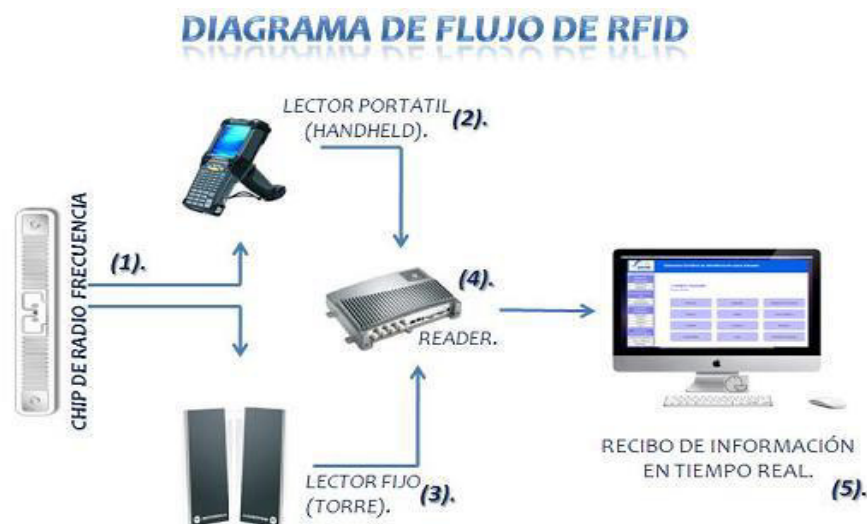 DIAGRAMA DE FLUJO DE RFID
LECTOR PORTATIL
(HANDHELD).
(2).
CHIP DE RADIO FRECUENCIA
(1).
(4).
READER.
LECTOR FIJO
(TORRE).
(3).
RECIBO DE INFORMACIÓN
EN TIEMPO REAL.
(5).